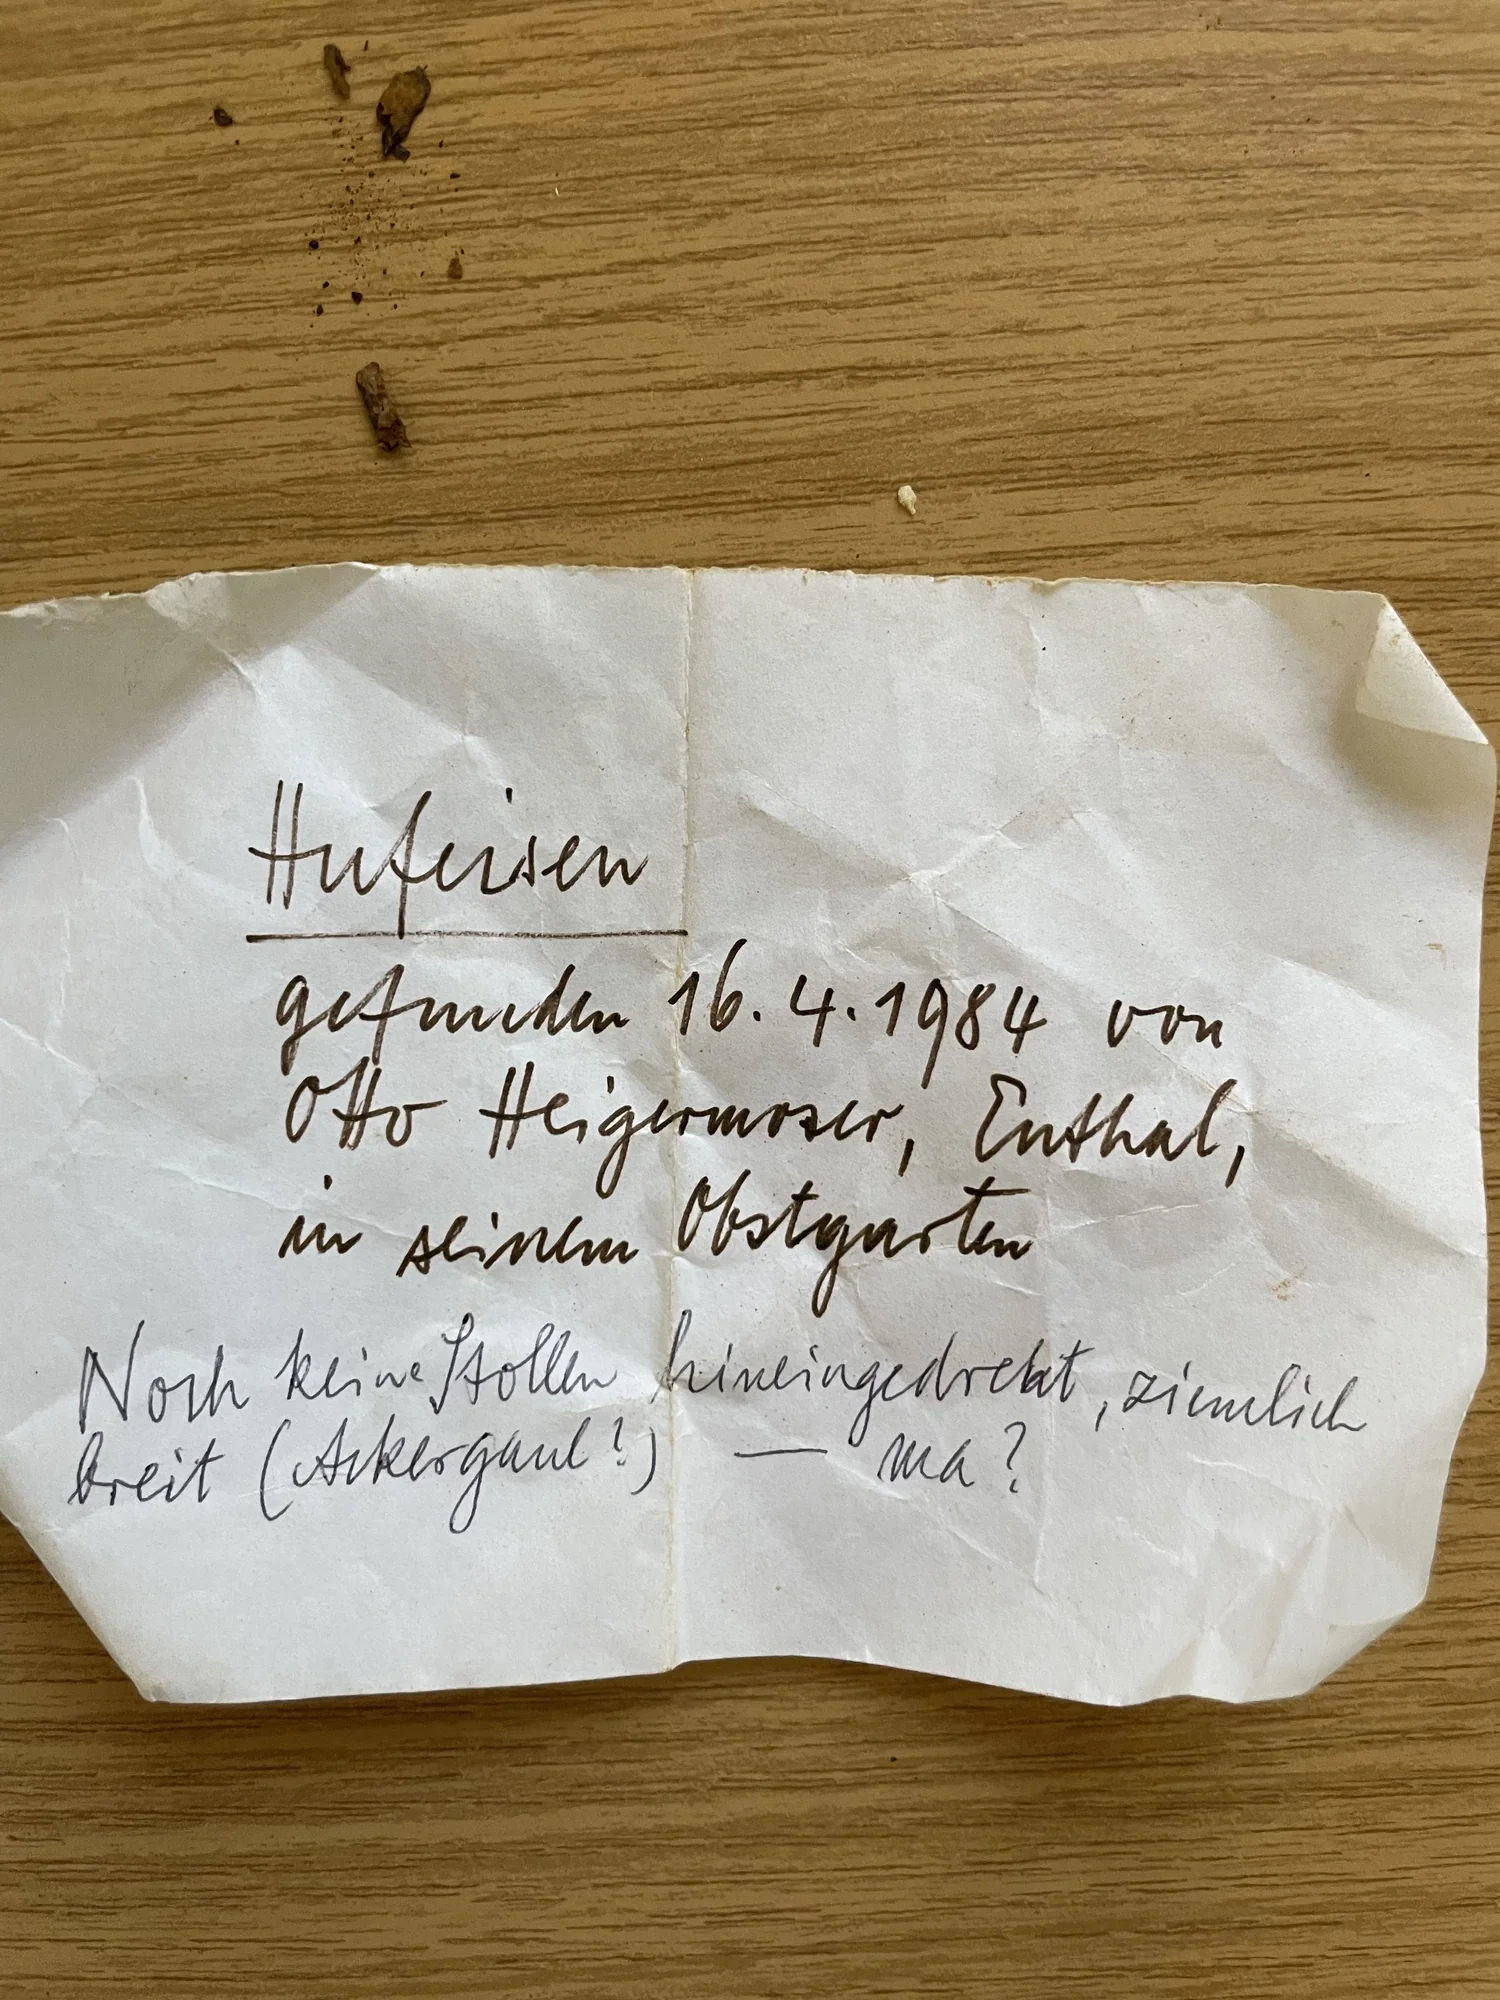 Hufeisen
gefunden 16.4.1984 von
Otto Heigermoser, Enthal,
in seinem Obstgarten
Noch keine Stollen hineingedreht, ziemlich
breit (Ackergaul?) — ma?